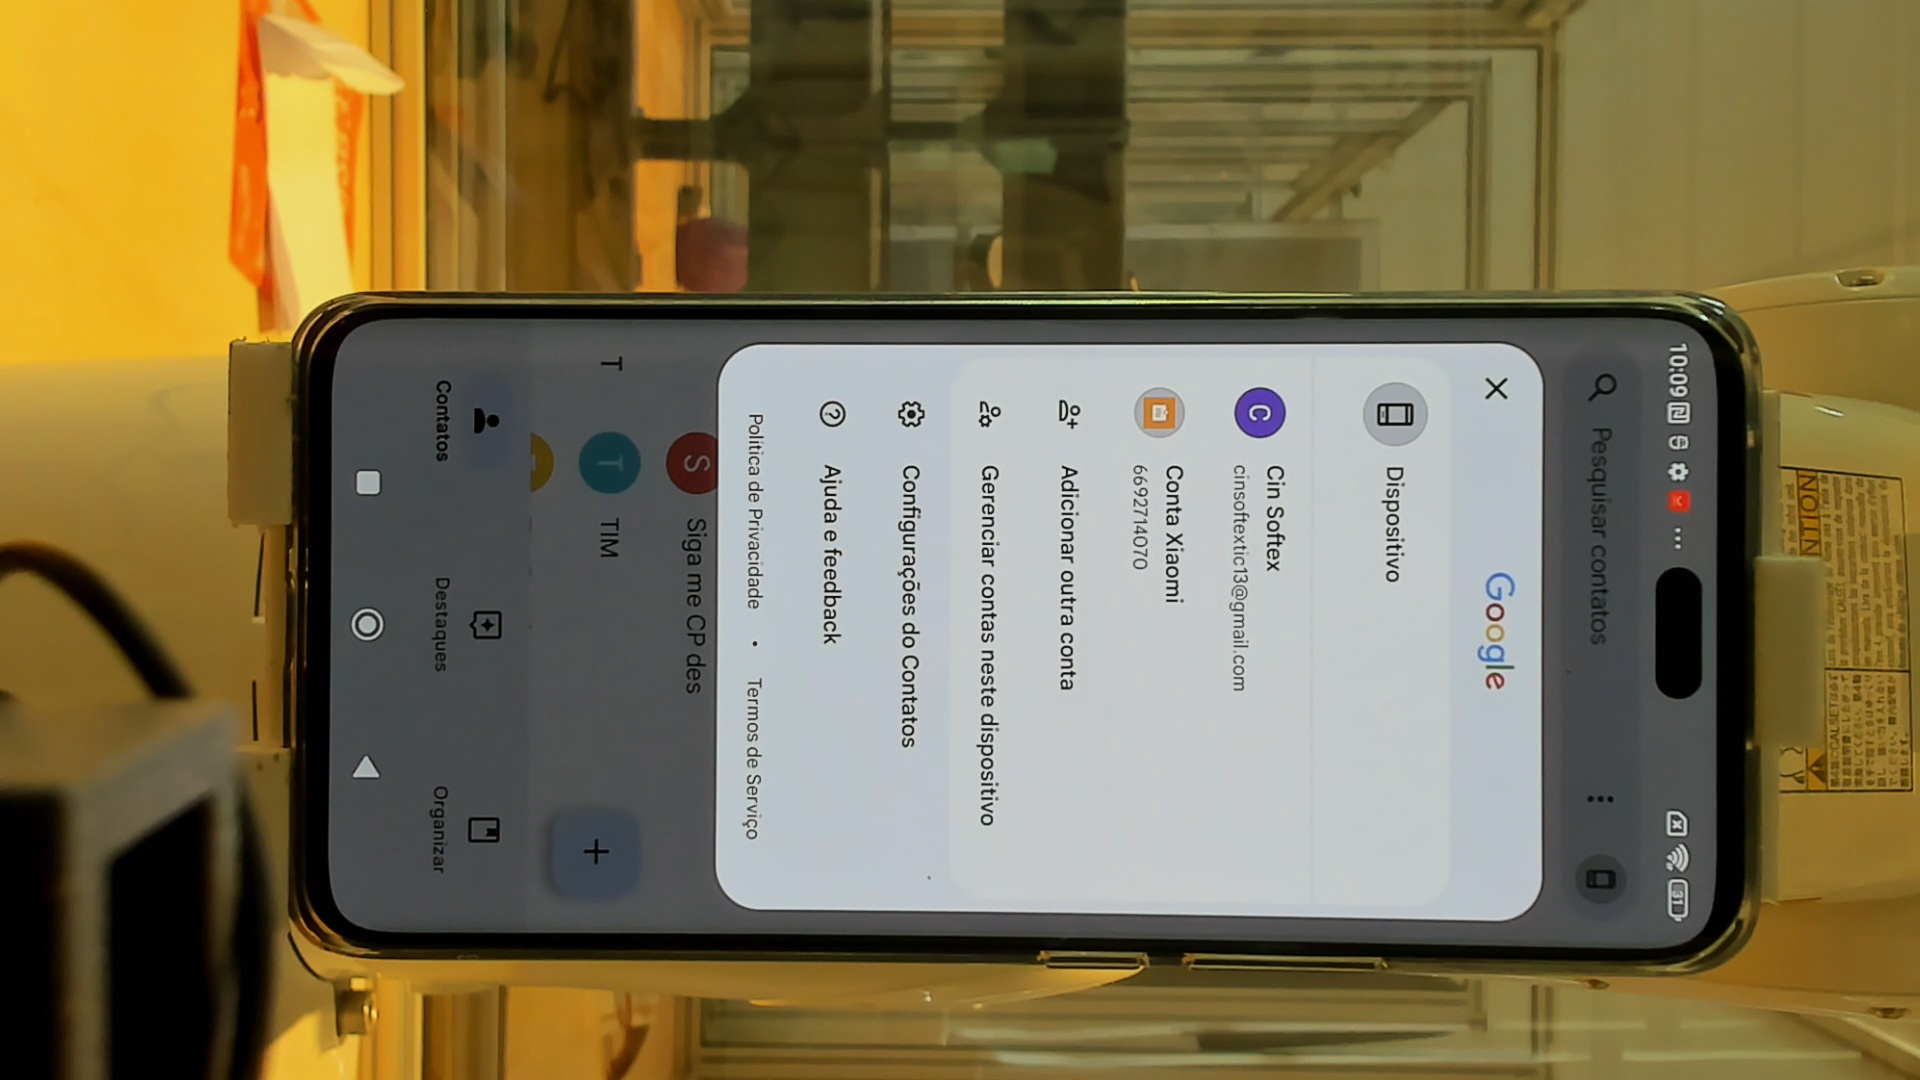 10:09
31
Pesquisar contatos
Google
Dispositivo
C
Cin Softex
cinsoftextic13@gmail.com
Conta Xiaomi
6692714070
Adicionar outra conta
Gerenciar contas neste dispositivo
Configurações do Contatos
Ajuda e feedback
Política de Privacidade • Termos de Serviço
S
Siga me CP des
T
T
TIM
Contatos
Destaques
Organizar